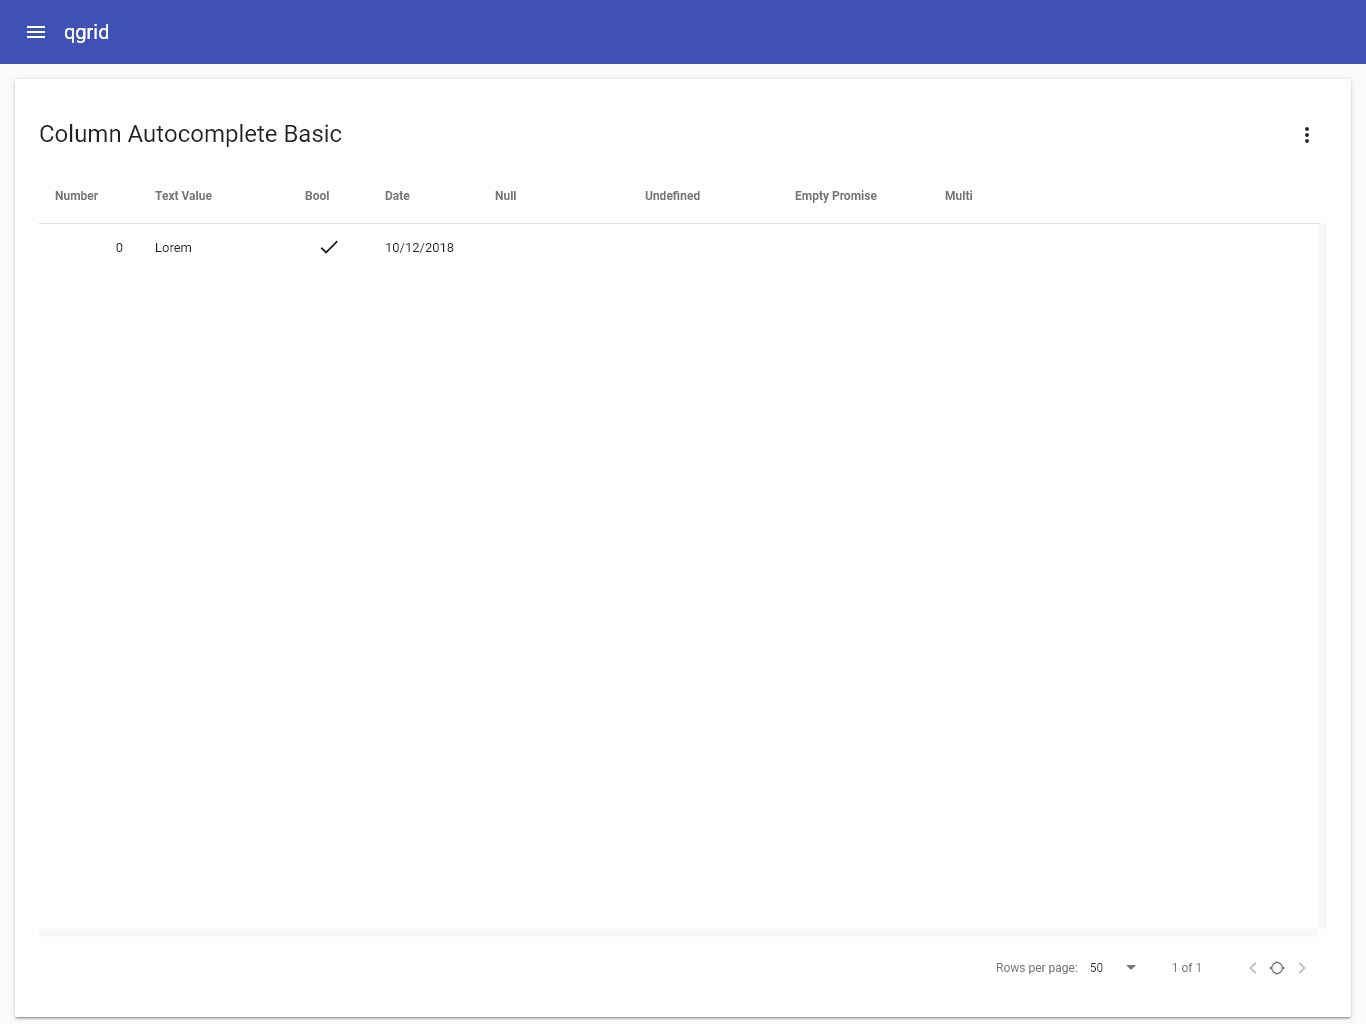 qgrid
Column Autocomplete Basic
Number Text Value Bool Date Null Undefined Empty Promise Multi
0 Lorem 10/12/2018
Rows per page: 50 1 of 1